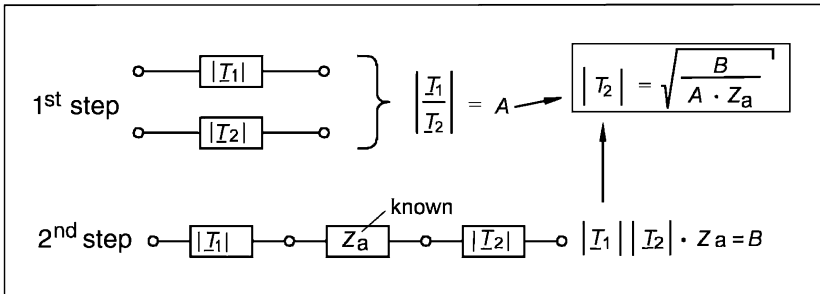 1st step
|T1|
|T2|
|T1/T2| = A
|T2| = √(B / (A · Za))
2nd step
|T1|
known
Za
|T2|
|T1| |T2| · Za = B